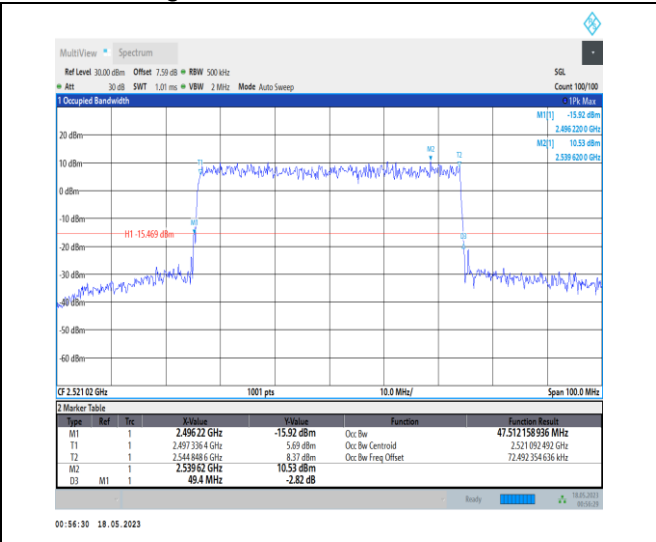 MultiView Spectrum
Ref Level 30.00 dBm Offset 7.59 dB RBW 500 kHz SGL
Att 30 dB SWT 1.01 ms VBW 2 MHz Mode Auto Sweep Count 100/100
1 Occupied Bandwidth 1Pk Max
M1[1] -15.92 dBm
2.496 220 0 GHz
M2[1] 10.53 dBm
2.539 620 0 GHz
20 dBm
M2
T2
T1
10 dBm
0 dBm
-10 dBm
M1
H1 -15.469 dBm
D3
-20 dBm
-30 dBm
-40 dBm
-50 dBm
-60 dBm
CF 2.521 02 GHz 1001 pts 10.0 MHz/ Span 100.0 MHz
2 Marker Table
Type Ref Trc X-Value Y-Value Function Function Result
M1 1 2.496 22 GHz -15.92 dBm Occ Bw 47.512 158 936 MHz
T1 1 2.497 336 4 GHz 5.69 dBm Occ Bw Centroid 2.521 092 492 GHz
T2 1 2.544 848 6 GHz 8.37 dBm Occ Bw Freq Offset 72.492 354 636 kHz
M2 1 2.539 62 GHz 10.53 dBm
D3 M1 1 49.4 MHz -2.82 dB
Ready 18.05.2023
00:56:29
00:56:30 18.05.2023